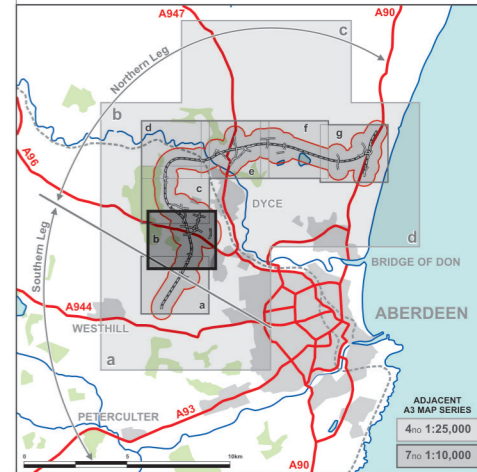 A947
A90
c
Northern Leg
b
d
f
g
A96
e
c
DYCE
b
d
Southern Leg
BRIDGE OF DON
a
A944
ABERDEEN
WESTHILL
a
ADJACENT
A3 MAP SERIES
PETERCULTER
A93
4no 1:25,000
7no 1:10,000
0 5 10km
A90